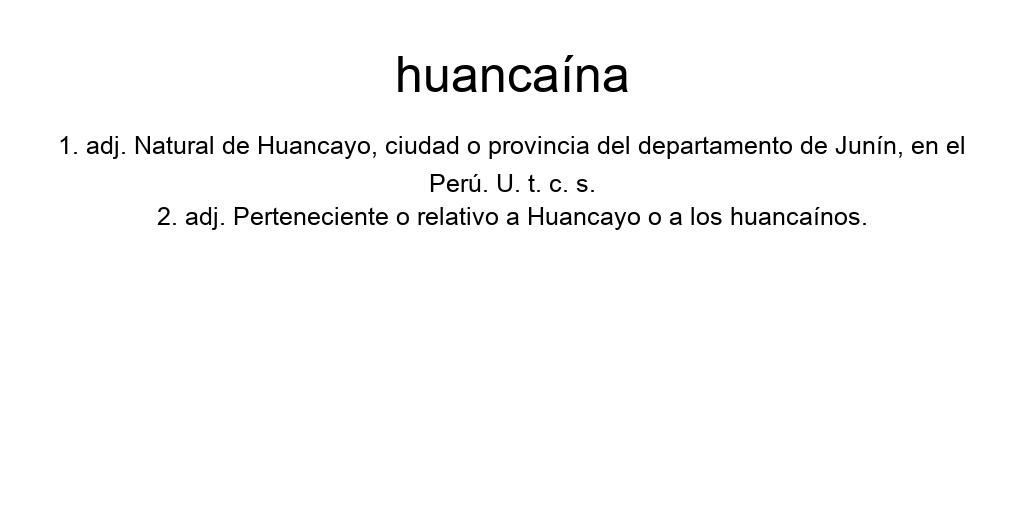 huancaína
1. adj. Natural de Huancayo, ciudad o provincia del departamento de Junín, en el
Perú. U. t. c. s.
2. adj. Perteneciente o relativo a Huancayo o a los huancaínos.